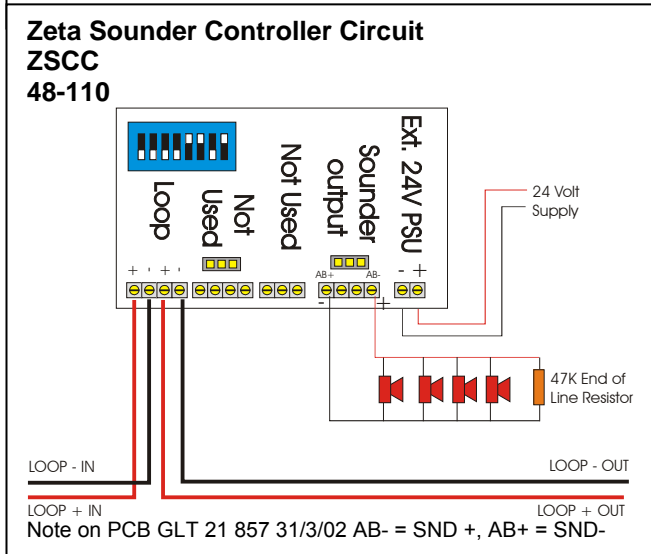 Zeta Sounder Controller Circuit
ZSCC
48-110
Loop
Not
Used
Not Used
Sounder
output
Ext. 24V PSU
+ - + -
AB+ AB-
- +
- +
24 Volt
Supply
47K End of
Line Resistor
LOOP - IN
LOOP - OUT
LOOP + IN
LOOP + OUT
Note on PCB GLT 21 857 31/3/02 AB- = SND +, AB+ = SND-